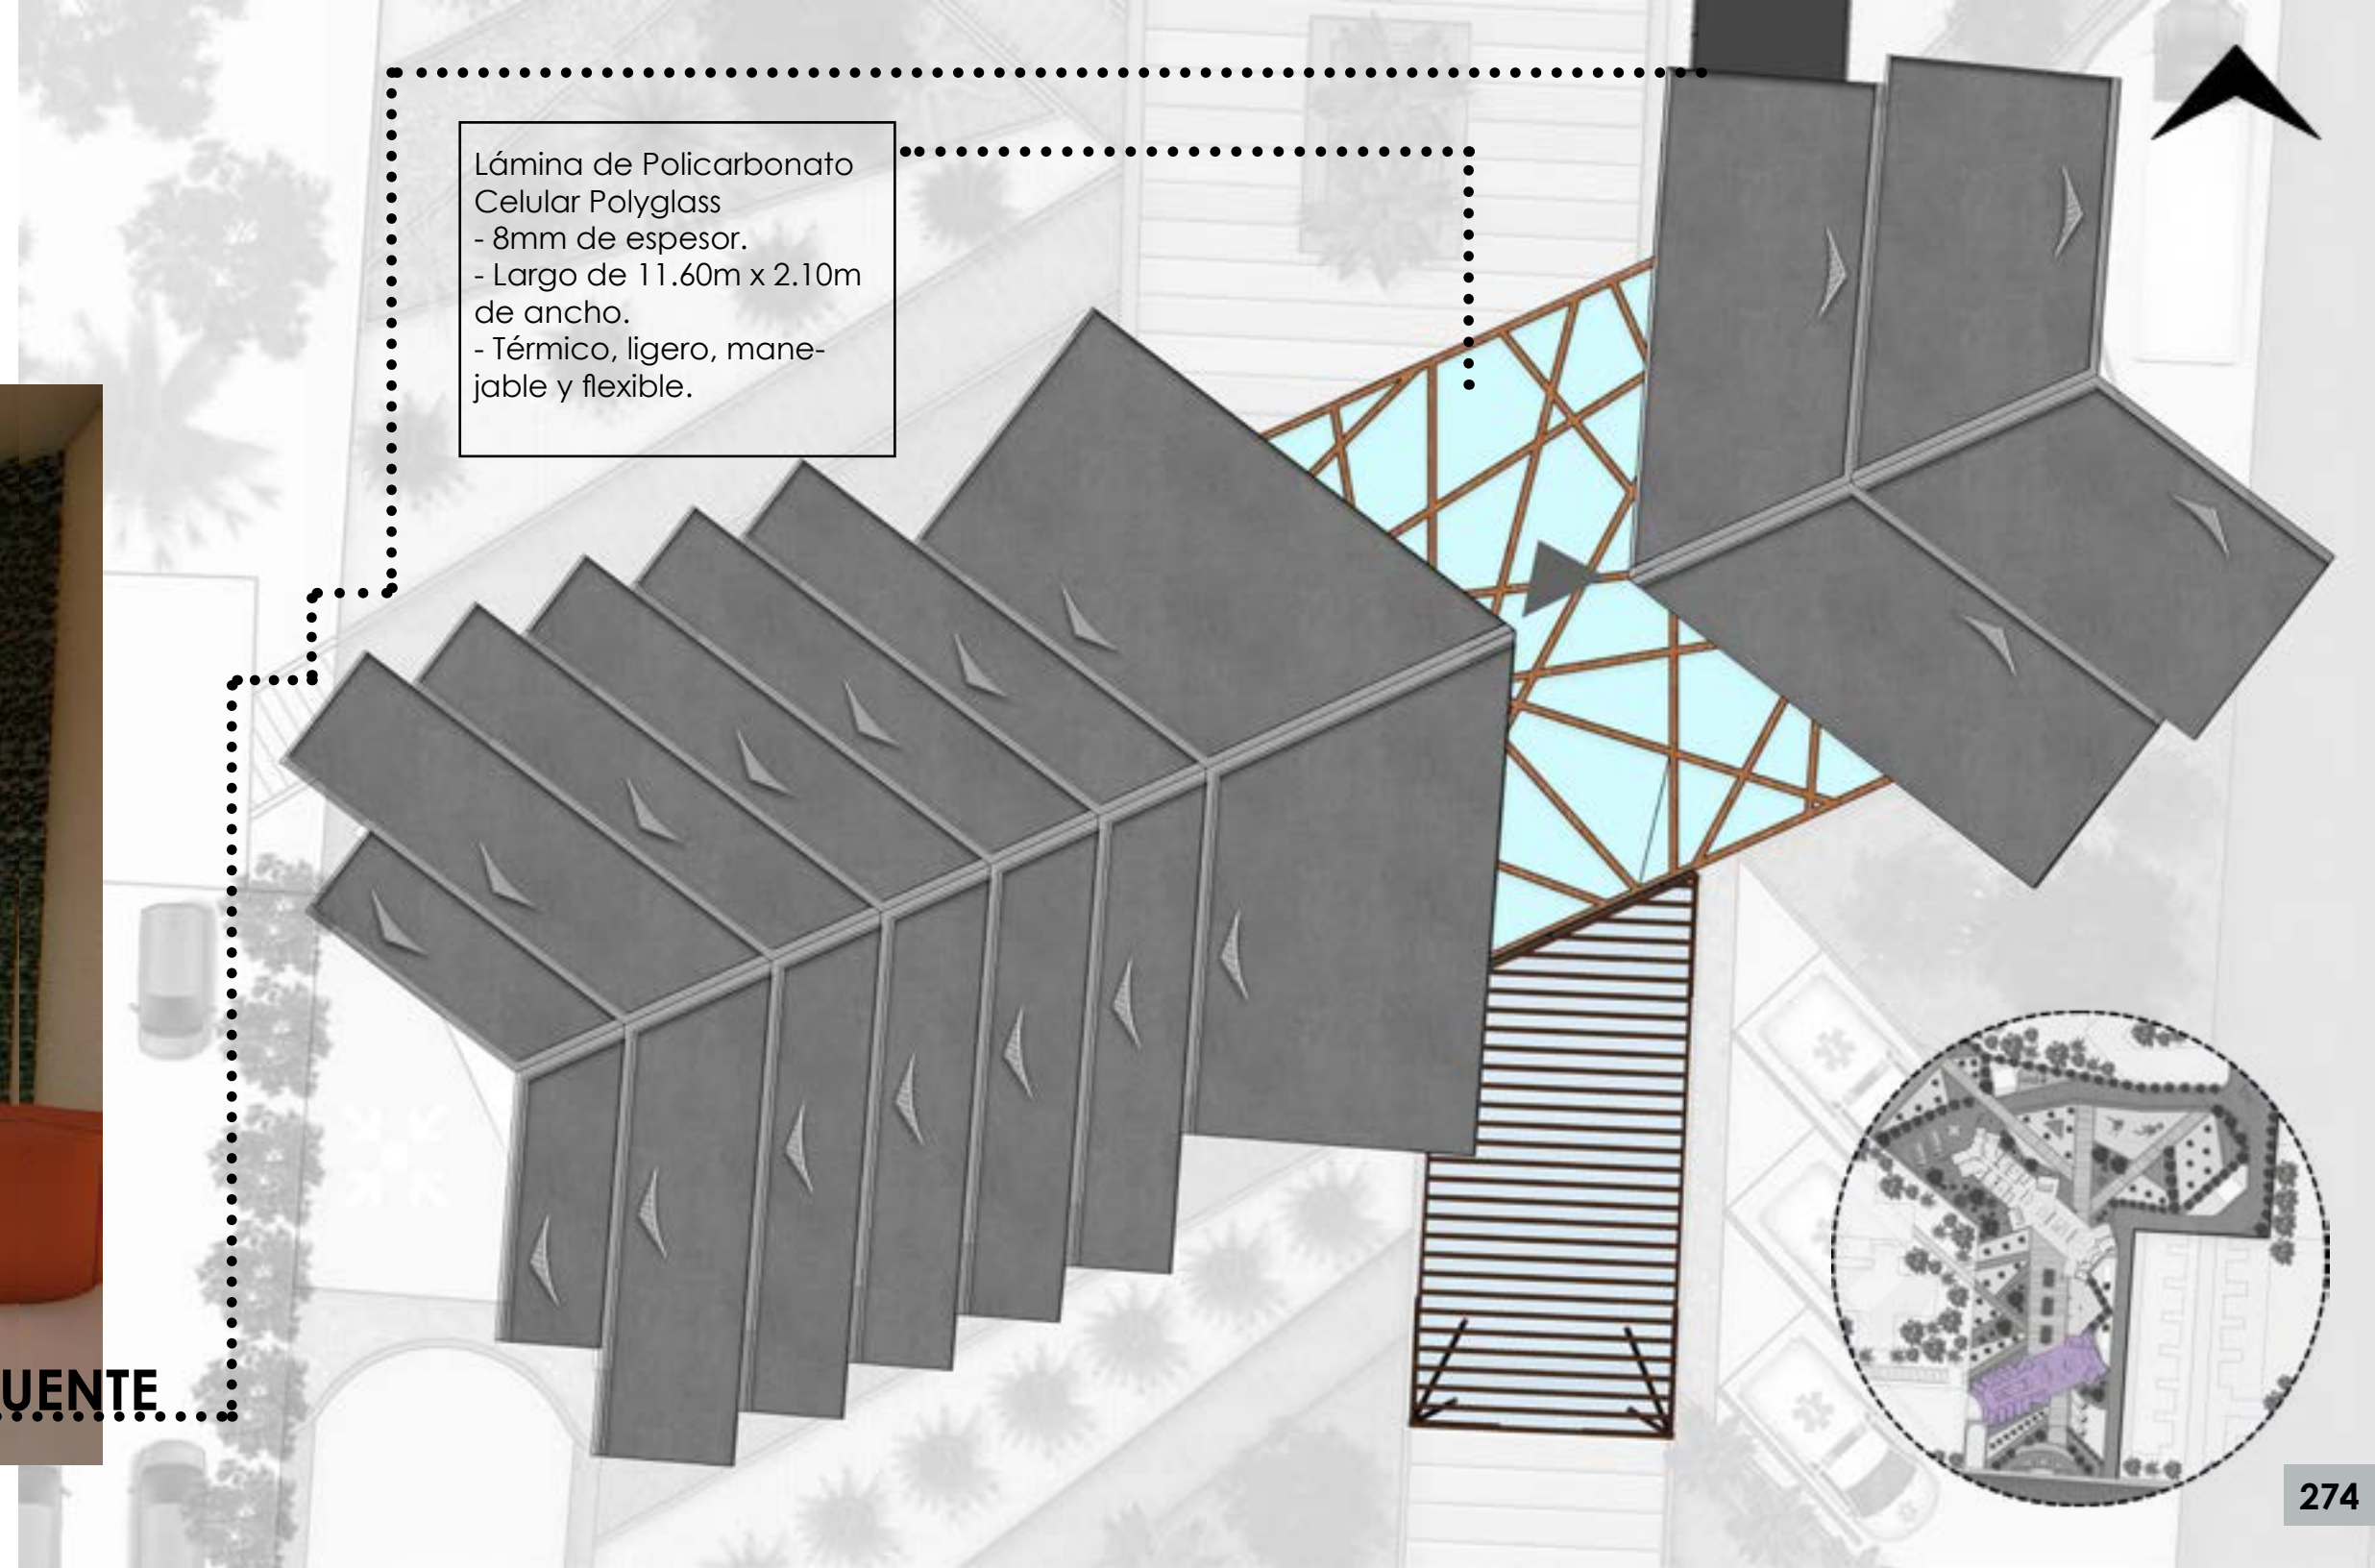 Lámina de Policarbonato
Celular Polyglass
- 8mm de espesor.
- Largo de 11.60m x 2.10m
de ancho.
- Térmico, ligero, mane-
jable y flexible.
UENTE
274